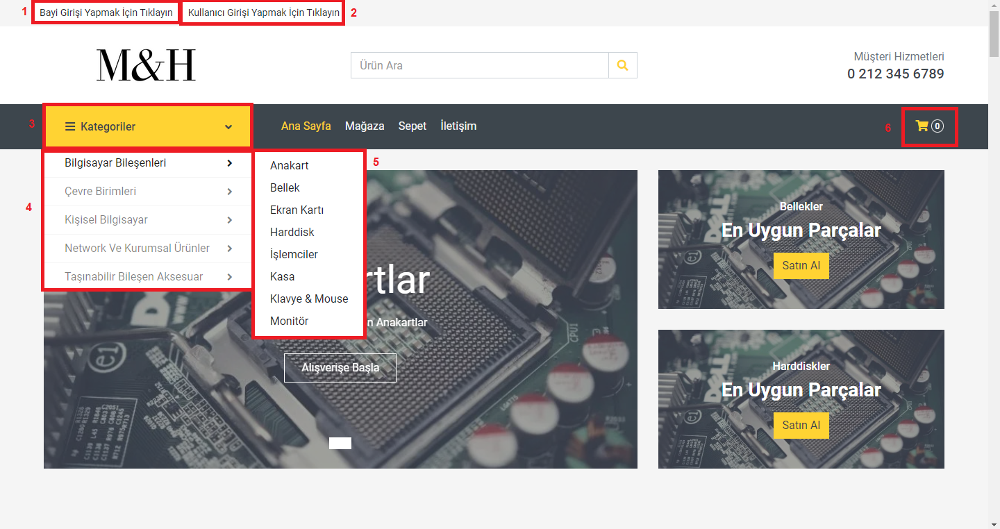 1 Bayi Girişi Yapmak İçin Tıklayın Kullanıcı Girişi Yapmak İçin Tıklayın 2
M&H
Ürün Ara
Müşteri Hizmetleri
0 212 345 6789
3 Kategoriler
Ana Sayfa Mağaza Sepet İletişim
6 0
4
Bilgisayar Bileşenleri
Çevre Birimleri
Kişisel Bilgisayar
Network Ve Kurumsal Ürünler
Taşınabilir Bileşen Aksesuar
5
Anakart
Bellek
Ekran Kartı
Harddisk
İşlemciler
Kasa
Klavye & Mouse
Monitör
rtlar
n Anakartlar
Alışverişe Başla
Bellekler
En Uygun Parçalar
Satın Al
Harddiskler
En Uygun Parçalar
Satın Al